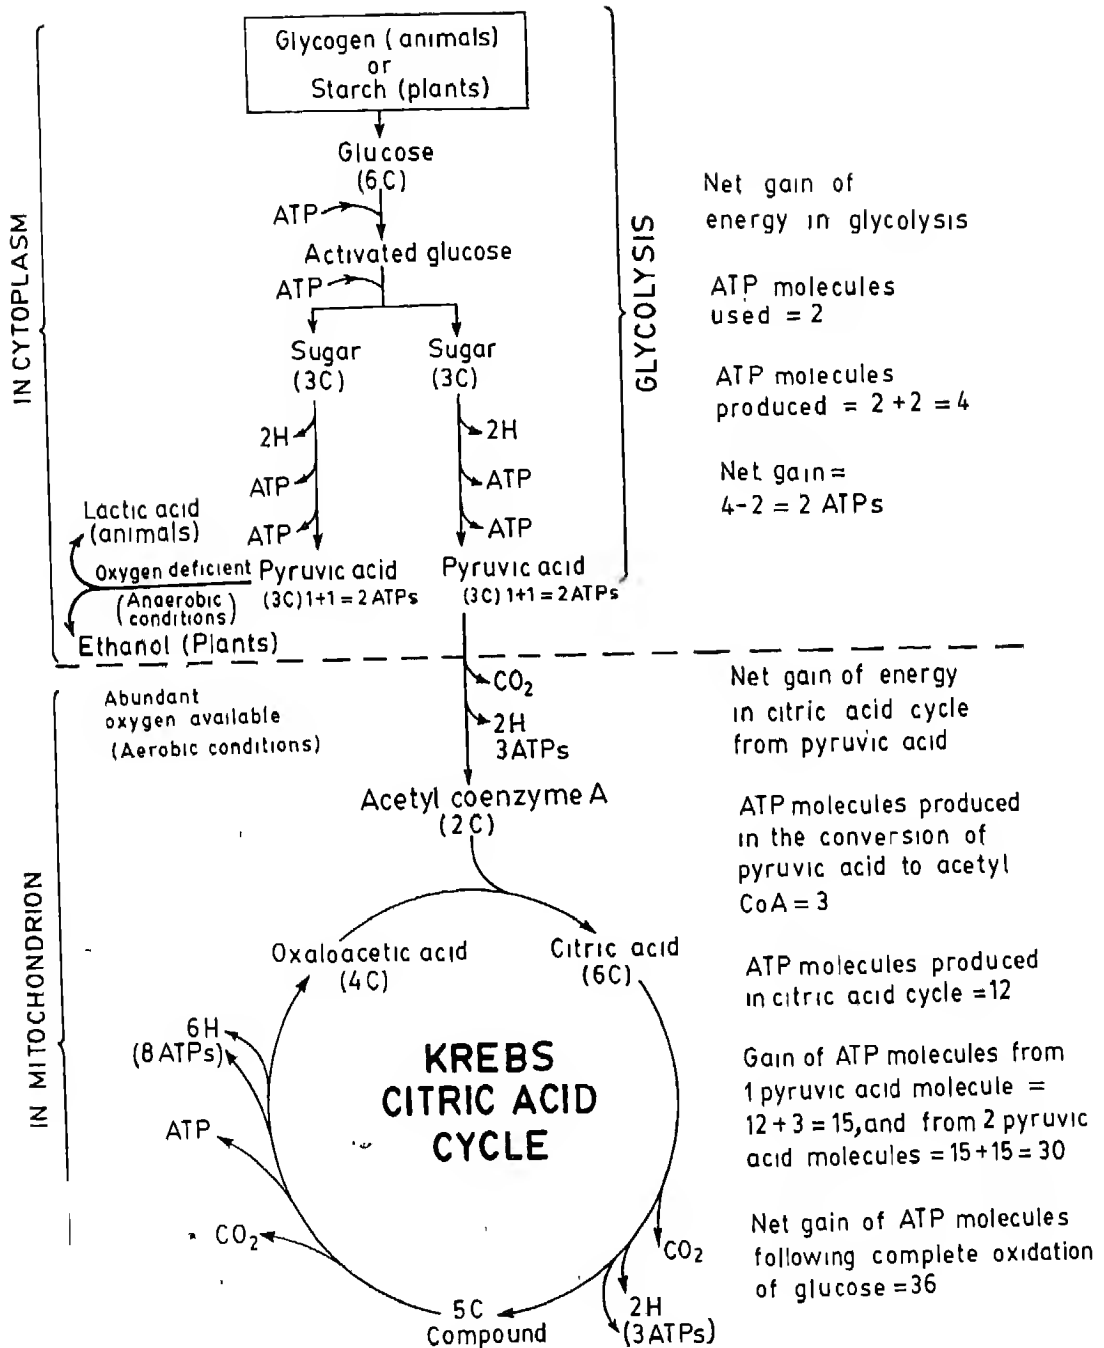 Glycogen (animals)
or
Starch (plants)
Glucose
(6C)
ATP
Activated glucose
ATP
Sugar
(3C)
Sugar
(3C)
2H
2H
ATP
ATP
ATP
ATP
Pyruvic acid
(3C) 1+1 = 2 ATPs
Pyruvic acid
(3C) 1+1 = 2 ATPs
Lactic acid
(animals)
Oxygen deficient
(Anaerobic
conditions)
Ethanol (Plants)
IN CYTOPLASM
GLYCOLYSIS
Net gain of
energy in glycolysis
ATP molecules
used = 2
ATP molecules
produced = 2+2 = 4
Net gain =
4-2 = 2 ATPs
Abundant
oxygen available
(Aerobic conditions)
CO2
2H
3ATPs
Acetyl coenzyme A
(2C)
Oxaloacetic acid
(4C)
Citric acid
(6C)
KREBS
CITRIC ACID
CYCLE
6H
(8 ATPs)
ATP
CO2
5C
Compound
CO2
2H
(3 ATPs)
IN MITOCHONDRION
Net gain of energy
in citric acid cycle
from pyruvic acid
ATP molecules produced
in the conversion of
pyruvic acid to acetyl
CoA = 3
ATP molecules produced
in citric acid cycle = 12
Gain of ATP molecules from
1 pyruvic acid molecule =
12+3 = 15, and from 2 pyruvic
acid molecules = 15+15 = 30
Net gain of ATP molecules
following complete oxidation
of glucose = 36